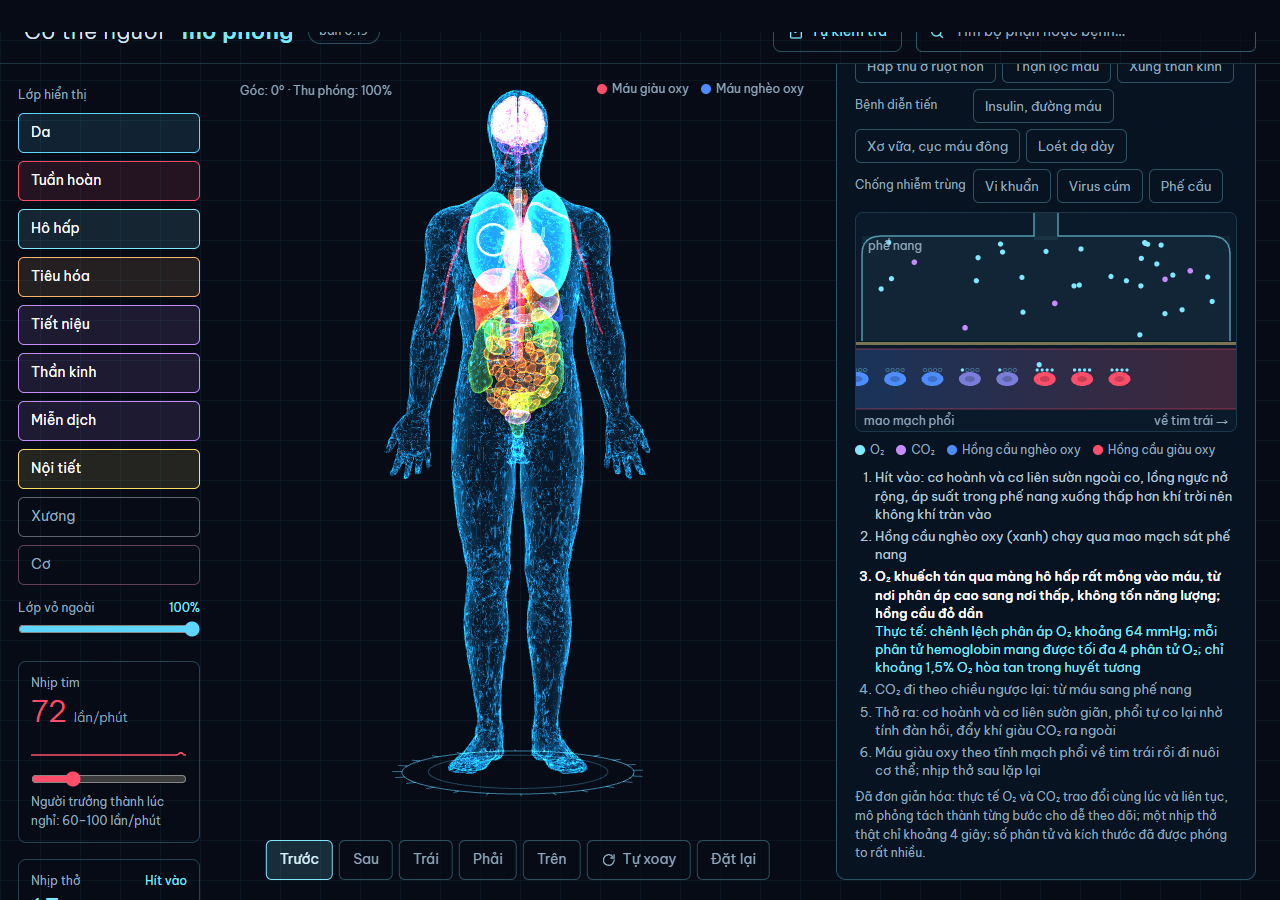 Cơ thể người mô phỏng
bản 0.19
Tự kiểm tra
Tìm bộ phận hoặc bệnh...
Lớp hiển thị
Da
Tuần hoàn
Hô hấp
Tiêu hóa
Tiết niệu
Thần kinh
Miễn dịch
Nội tiết
Xương
Cơ
Lớp vỏ ngoài 100%
Nhịp tim
72 lần/phút
Người trưởng thành lúc
nghỉ: 60–100 lần/phút
Nhịp thở Hít vào
Góc: 0° · Thu phóng: 100%
Máu giàu oxy Máu nghèo oxy
Trước Sau Trái Phải Trên Tự xoay Đặt lại
Hấp thu ở ruột non Thận lọc máu Xung thần kinh
Bệnh diễn tiến Insulin, đường máu
Xơ vữa, cục máu đông Loét dạ dày
Chống nhiễm trùng Vi khuẩn Virus cúm Phế cầu
phế nang
mao mạch phổi về tim trái →
O₂ CO₂ Hồng cầu nghèo oxy Hồng cầu giàu oxy
1. Hít vào: cơ hoành và cơ liên sườn ngoài co, lồng ngực nở
rộng, áp suất trong phế nang xuống thấp hơn khí trời nên
không khí tràn vào
2. Hồng cầu nghèo oxy (xanh) chạy qua mao mạch sát phế
nang
3. O₂ khuếch tán qua màng hô hấp rất mỏng vào máu, từ
nơi phân áp cao sang nơi thấp, không tốn năng lượng;
hồng cầu đỏ dần
Thực tế: chênh lệch phân áp O₂ khoảng 64 mmHg; mỗi
phân tử hemoglobin mang được tối đa 4 phân tử O₂; chỉ
khoảng 1,5% O₂ hòa tan trong huyết tương
4. CO₂ đi theo chiều ngược lại: từ máu sang phế nang
5. Thở ra: cơ hoành và cơ liên sườn giãn, phổi tự co lại nhờ
tính đàn hồi, đẩy khí giàu CO₂ ra ngoài
6. Máu giàu oxy theo tĩnh mạch phổi về tim trái rồi đi nuôi
cơ thể; nhịp thở sau lặp lại
Đã đơn giản hóa: thực tế O₂ và CO₂ trao đổi cùng lúc và liên tục,
mô phỏng tách thành từng bước cho dễ theo dõi; một nhịp thở
thật chỉ khoảng 4 giây; số phân tử và kích thước đã được phóng
to rất nhiều.